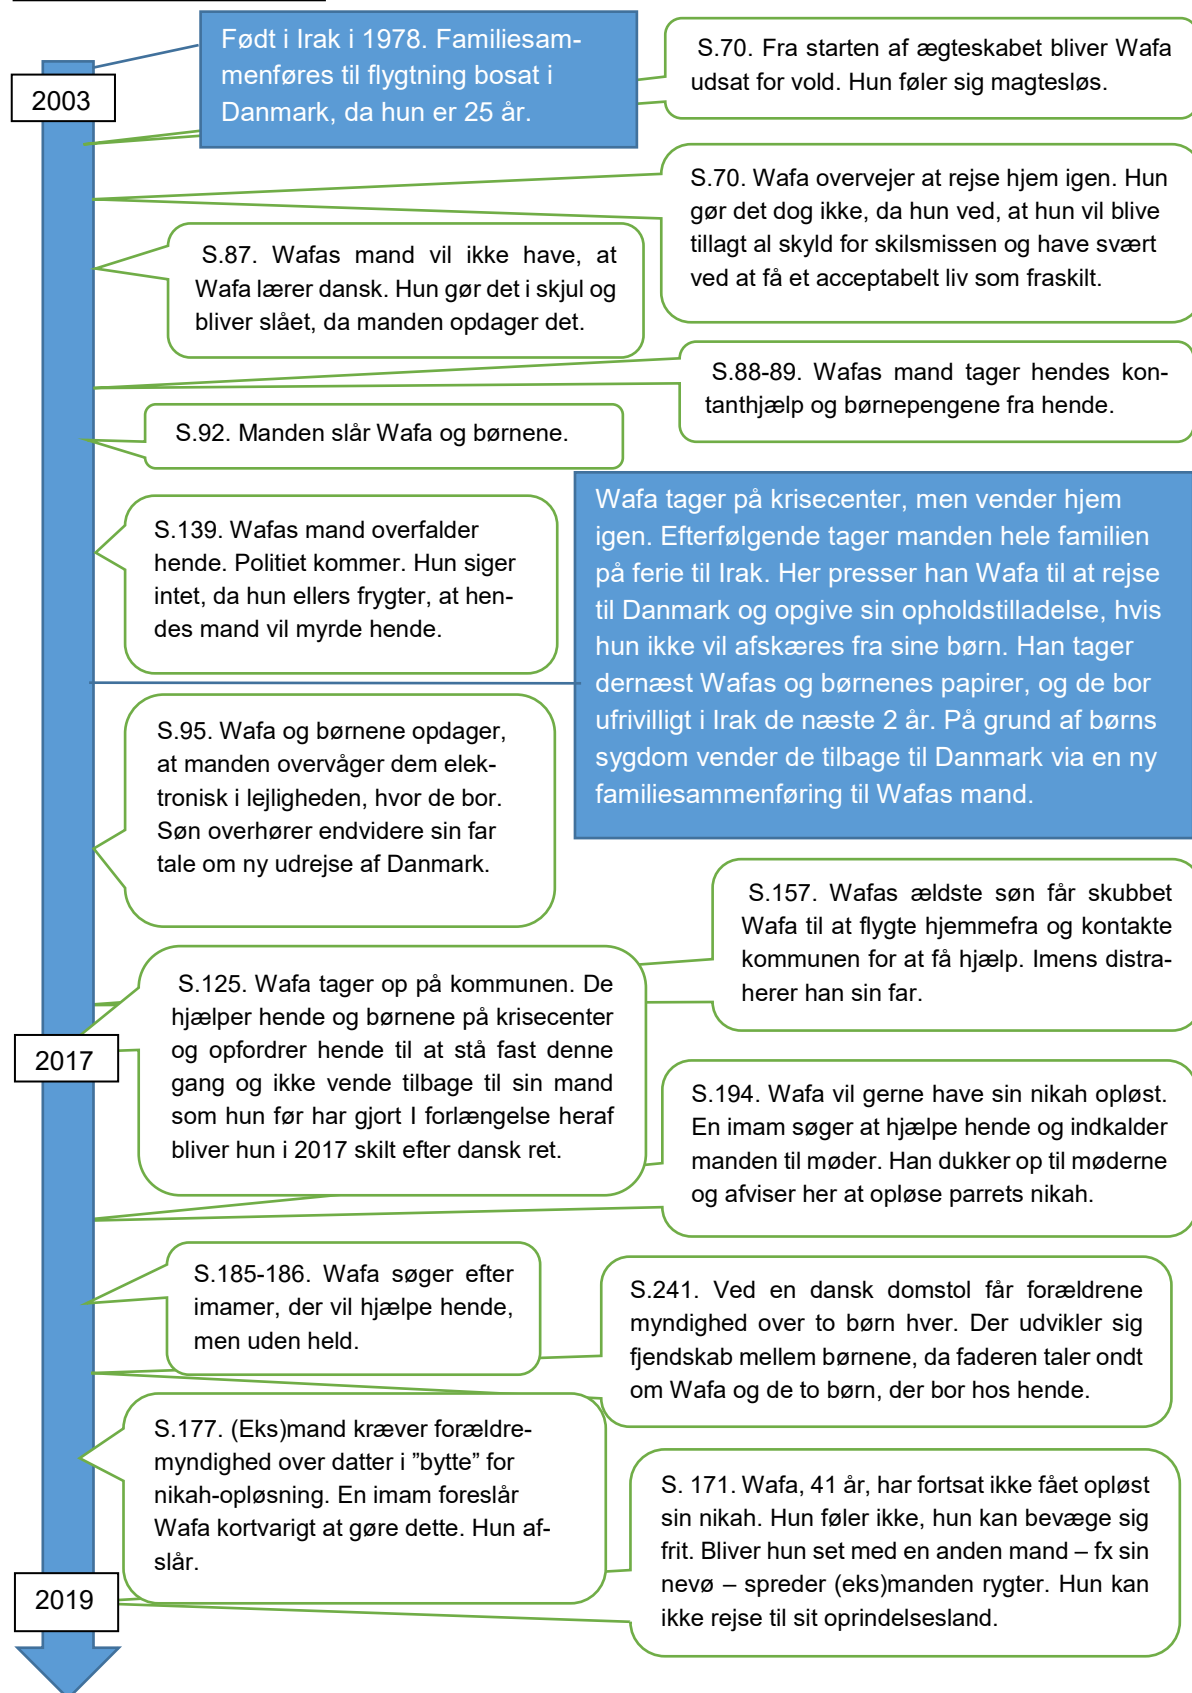 Født i Irak i 1978. Familiesam-
menføres til flygtning bosat i
Danmark, da hun er 25 år.
S.70. Fra starten af ægteskabet bliver Wafa
udsat for vold. Hun føler sig magtesløs.
2003
S.70. Wafa overvejer at rejse hjem igen. Hun
gør det dog ikke, da hun ved, at hun vil blive
tillagt al skyld for skilsmissen og have svært
ved at få et acceptabelt liv som fraskilt.
S.87. Wafas mand vil ikke have, at
Wafa lærer dansk. Hun gør det i skjul og
bliver slået, da manden opdager det.
S.88-89. Wafas mand tager hendes kon-
tanthjælp og børnepengene fra hende.
S.92. Manden slår Wafa og børnene.
Wafa tager på krisecenter, men vender hjem
igen. Efterfølgende tager manden hele familien
på ferie til Irak. Her presser han Wafa til at rejse
til Danmark og opgive sin opholdstilladelse, hvis
hun ikke vil afskæres fra sine børn. Han tager
dernæst Wafas og børnenes papirer, og de bor
ufrivilligt i Irak de næste 2 år. På grund af børns
sygdom vender de tilbage til Danmark via en ny
familiesammenføring til Wafas mand.
S.139. Wafas mand overfalder
hende. Politiet kommer. Hun siger
intet, da hun ellers frygter, at hen-
des mand vil myrde hende.
S.95. Wafa og børnene opdager,
at manden overvåger dem elek-
tronisk i lejligheden, hvor de bor.
Søn overhører endvidere sin far
tale om ny udrejse af Danmark.
S.157. Wafas ældste søn får skubbet
Wafa til at flygte hjemmefra og kontakte
kommunen for at få hjælp. Imens distra-
herer han sin far.
S.125. Wafa tager op på kommunen. De
hjælper hende og børnene på krisecenter
og opfordrer hende til at stå fast denne
gang og ikke vende tilbage til sin mand
som hun før har gjort I forlængelse heraf
bliver hun i 2017 skilt efter dansk ret.
2017
S.194. Wafa vil gerne have sin nikah opløst.
En imam søger at hjælpe hende og indkalder
manden til møder. Han dukker op til møderne
og afviser her at opløse parrets nikah.
S.185-186. Wafa søger efter
imamer, der vil hjælpe hende,
men uden held.
S.241. Ved en dansk domstol får forældrene
myndighed over to børn hver. Der udvikler sig
fjendskab mellem børnene, da faderen taler ondt
om Wafa og de to børn, der bor hos hende.
S.177. (Eks)mand kræver forældre-
myndighed over datter i ”bytte” for
nikah-opløsning. En imam foreslår
Wafa kortvarigt at gøre dette. Hun af-
slår.
S. 171. Wafa, 41 år, har fortsat ikke fået opløst
sin nikah. Hun føler ikke, hun kan bevæge sig
frit. Bliver hun set med en anden mand – fx sin
nevø – spreder (eks)manden rygter. Hun kan
ikke rejse til sit oprindelsesland.
2019